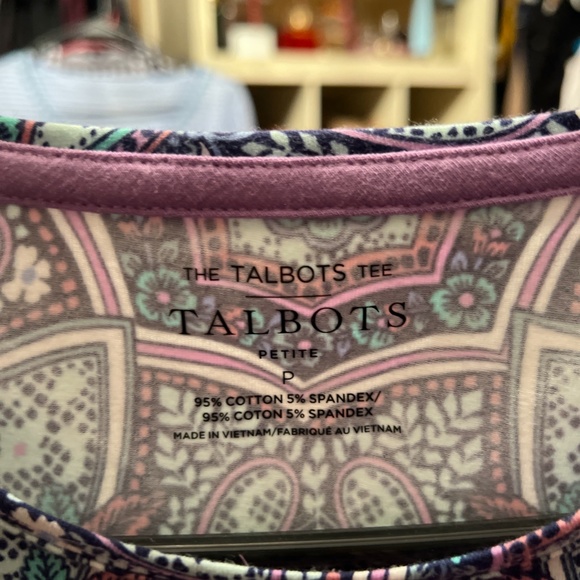 THE TALBOTS TEE
TALBOTS
PETITE
P
95% COTTON 5% SPANDEX/
95% COTON 5% SPANDEX
MADE IN VIETNAM/FABRIQUÉ AU VIETNAM